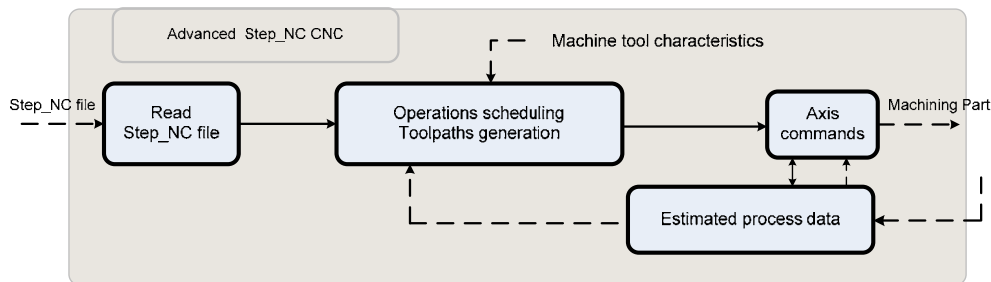 Advanced Step_NC CNC
Machine tool characteristics
Step_NC file
Read
Step_NC file
Operations scheduling
Toolpaths generation
Axis
commands
Machining Part
Estimated process data